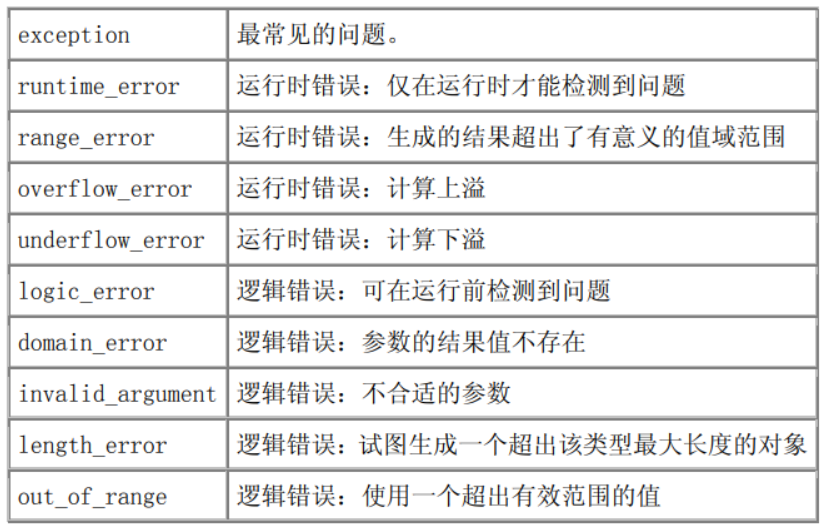 exception 最常见的问题。
runtime_error 运行时错误：仅在运行时才能检测到问题
range_error 运行时错误：生成的结果超出了有意义的值域范围
overflow_error 运行时错误：计算上溢
underflow_error 运行时错误：计算下溢
logic_error 逻辑错误：可在运行前检测到问题
domain_error 逻辑错误：参数的结果值不存在
invalid_argument 逻辑错误：不合适的参数
length_error 逻辑错误：试图生成一个超出该类型最大长度的对象
out_of_range 逻辑错误：使用一个超出有效范围的值